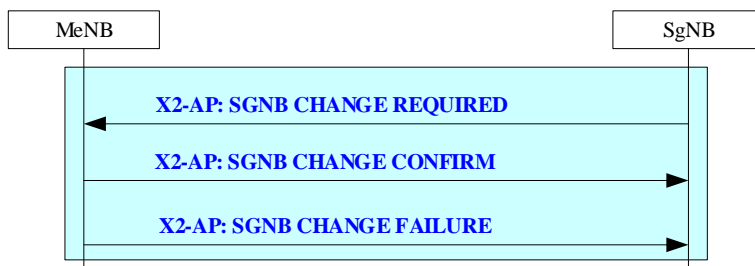 MeNB
SgNB
X2-AP: SGNB CHANGE REQUIRED
X2-AP: SGNB CHANGE CONFIRM
X2-AP: SGNB CHANGE FAILURE